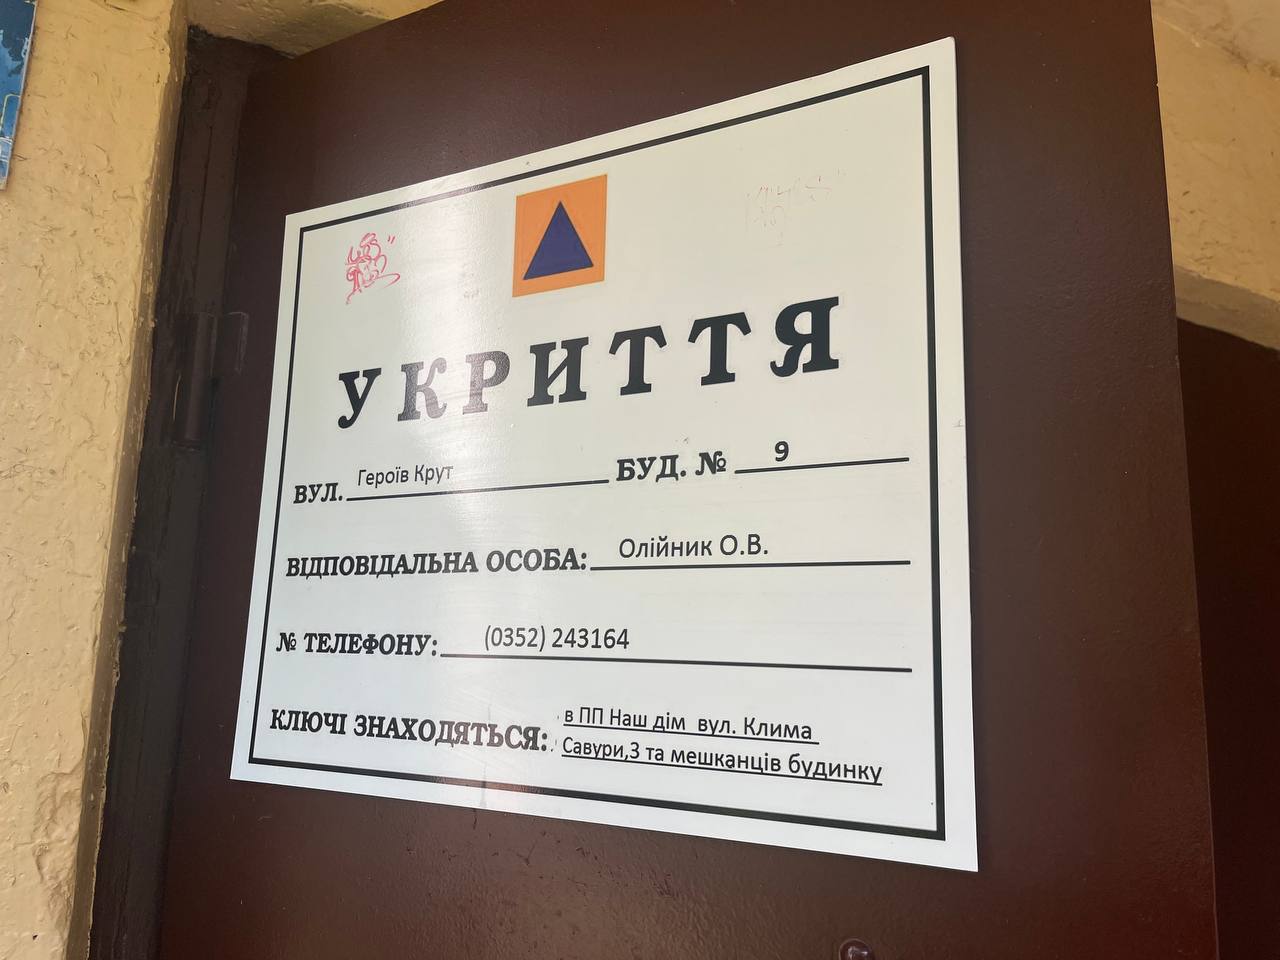 УКРИТТЯ
ВУЛ. Героїв Крут БУД. № 9
ВІДПОВІДАЛЬНА ОСОБА: Олійник О.В.
№ ТЕЛЕФОНУ: (0352) 243164
КЛЮЧІ ЗНАХОДЯТЬСЯ: в ПП Наш дім вул. Клима
Савури,3 та мешканців будинку